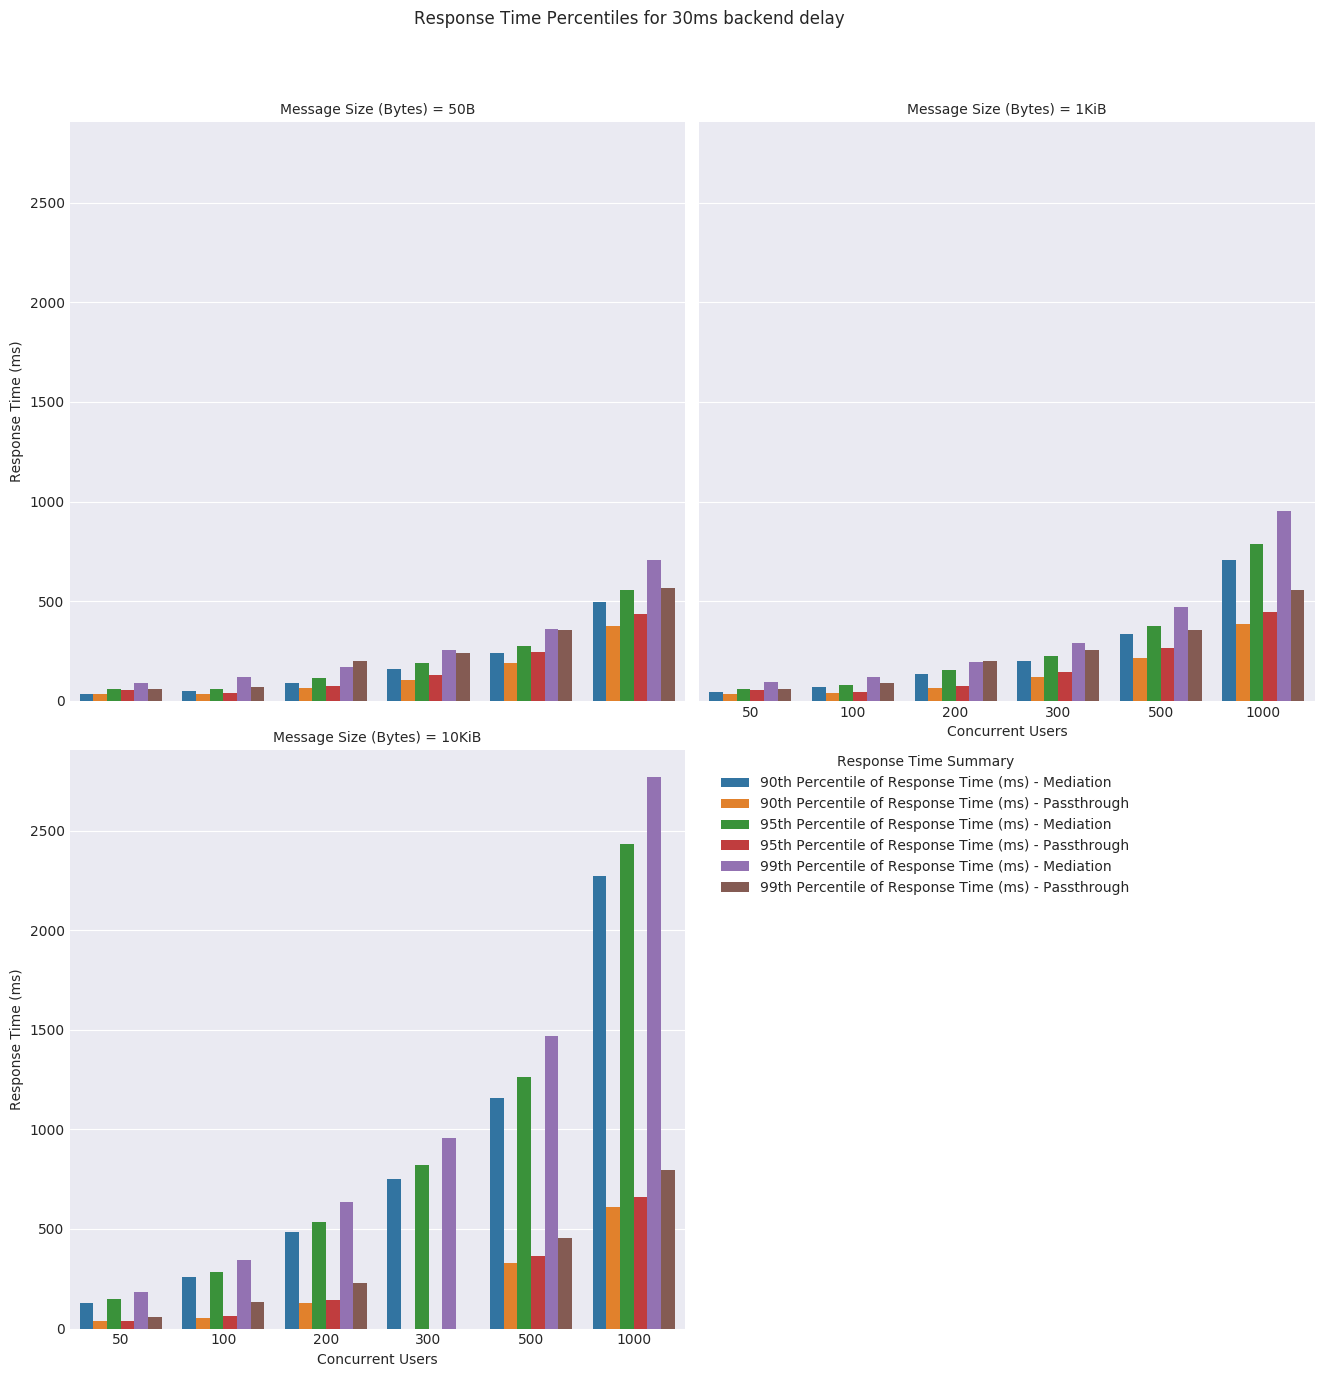 Response Time Percentiles for 30ms backend delay
Message Size (Bytes) = 50B
Message Size (Bytes) = 1KiB
Response Time (ms)
2500
2000
1500
1000
500
0
50 100 200 300 500 1000
Concurrent Users
Message Size (Bytes) = 10KiB
Response Time (ms)
2500
2000
1500
1000
500
0
50 100 200 300 500 1000
Concurrent Users
Response Time Summary
90th Percentile of Response Time (ms) - Mediation
90th Percentile of Response Time (ms) - Passthrough
95th Percentile of Response Time (ms) - Mediation
95th Percentile of Response Time (ms) - Passthrough
99th Percentile of Response Time (ms) - Mediation
99th Percentile of Response Time (ms) - Passthrough